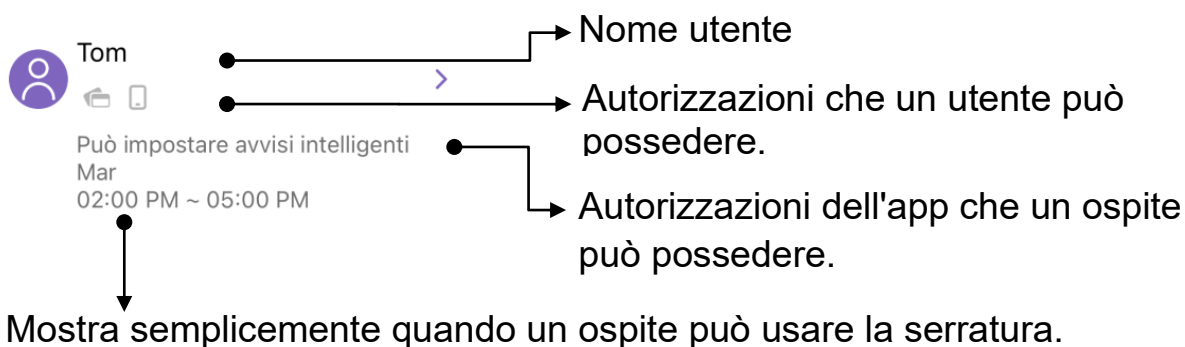 Tom
Può impostare avvisi intelligenti
Mar
02:00 PM ~ 05:00 PM
Nome utente
Autorizzazioni che un utente può
possedere.
Autorizzazioni dell'app che un ospite
può possedere.
Mostra semplicemente quando un ospite può usare la serratura.